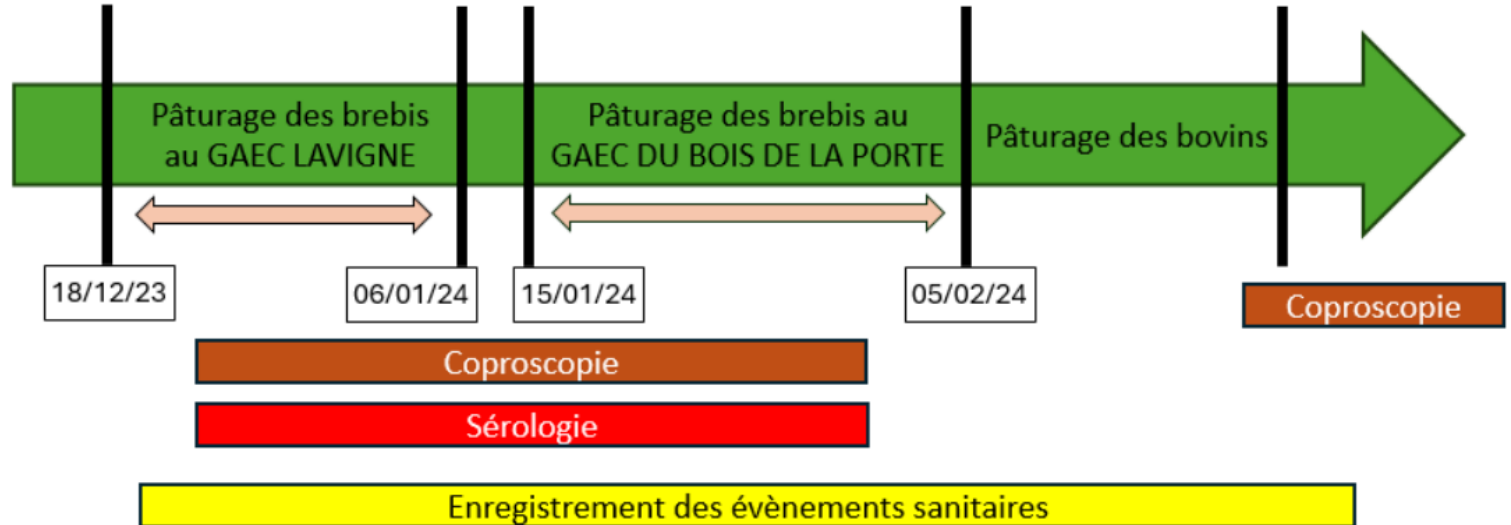 Pâturage des brebis
au GAEC LAVIGNE
Pâturage des brebis au
GAEC DU BOIS DE LA PORTE
Pâturage des bovins
18/12/23
06/01/24
15/01/24
05/02/24
Coproscopie
Coproscopie
Sérologie
Enregistrement des évènements sanitaires